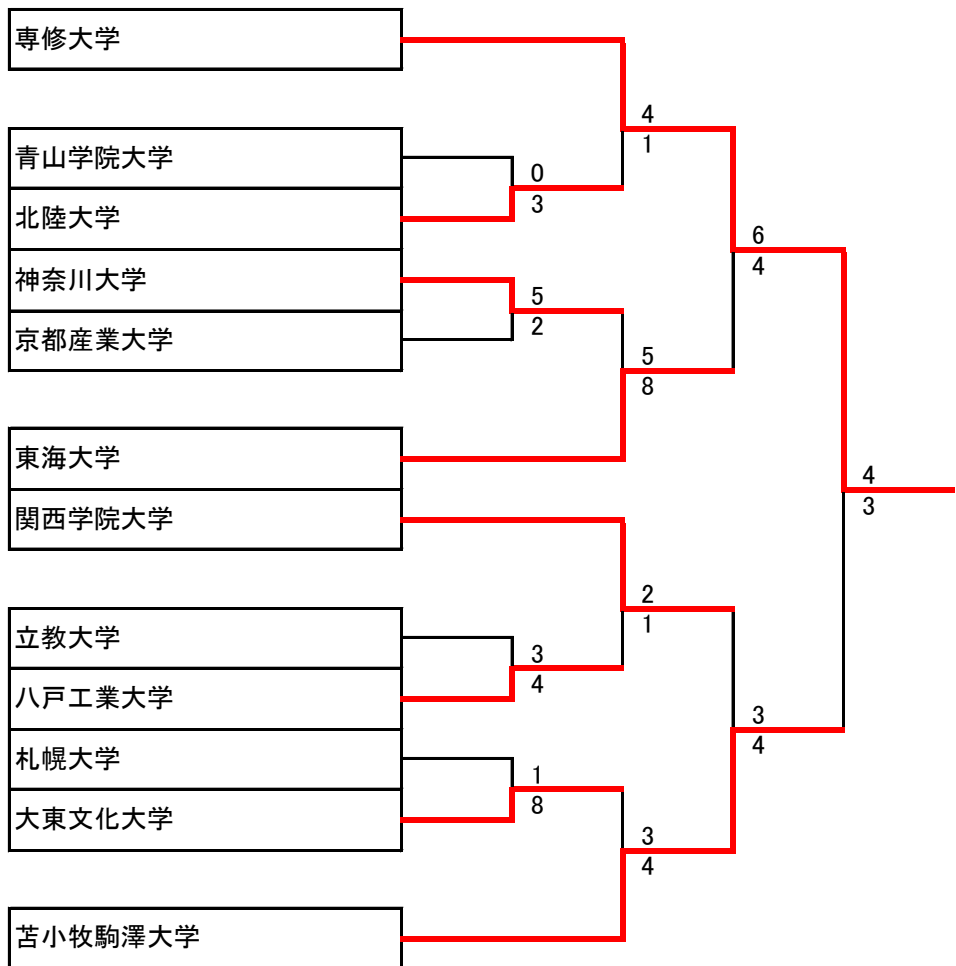 専修大学
4
1
青山学院大学
0
3
北陸大学
6
4
神奈川大学
5
2
京都産業大学
5
8
東海大学
4
3
関西学院大学
2
1
立教大学
3
4
八戸工業大学
3
4
札幌大学
1
8
大東文化大学
3
4
苫小牧駒澤大学